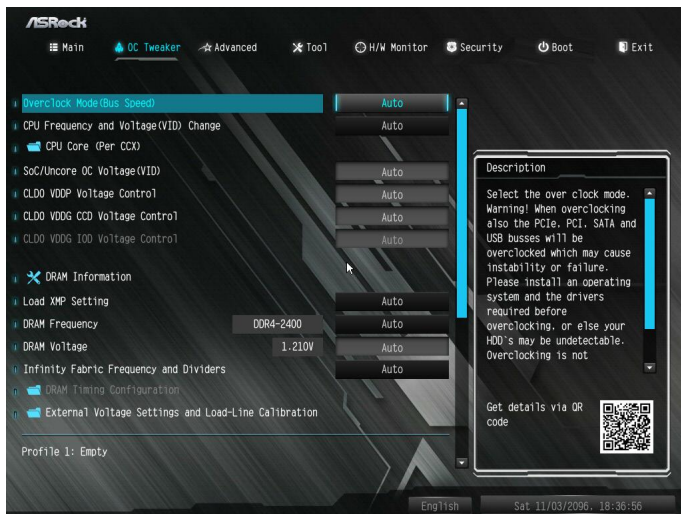 ASRock
Main OC Tweaker Advanced Tool H/W Monitor Security Boot Exit
Overclock Mode(Bus Speed) Auto
CPU Frequency and Voltage(VID) Change Auto
CPU Core (Per CCX)
SoC/Uncore OC Voltage(VID) Auto
CLDO VDDP Voltage Control Auto
CLDO VDDG CCD Voltage Control Auto
CLDO VDDG IOD Voltage Control Auto
DRAM Information
Load XMP Setting Auto
DRAM Frequency DDR4-2400 Auto
DRAM Voltage 1.210V Auto
Infinity Fabric Frequency and Dividers Auto
DRAM Timing Configuration
External Voltage Settings and Load-Line Calibration
Profile 1: Empty
Description
Select the over clock mode.
Warning! When overclocking
also the PCIe, PCI, SATA and
USB busses will be
overclocked which may cause
instability or failure.
Please install an operating
system and the drivers
required before
overclocking, or else your
HDD`s may be undetectable.
Overclocking is not
Get details via QR
code
English Sat 11/03/2096, 18:36:56